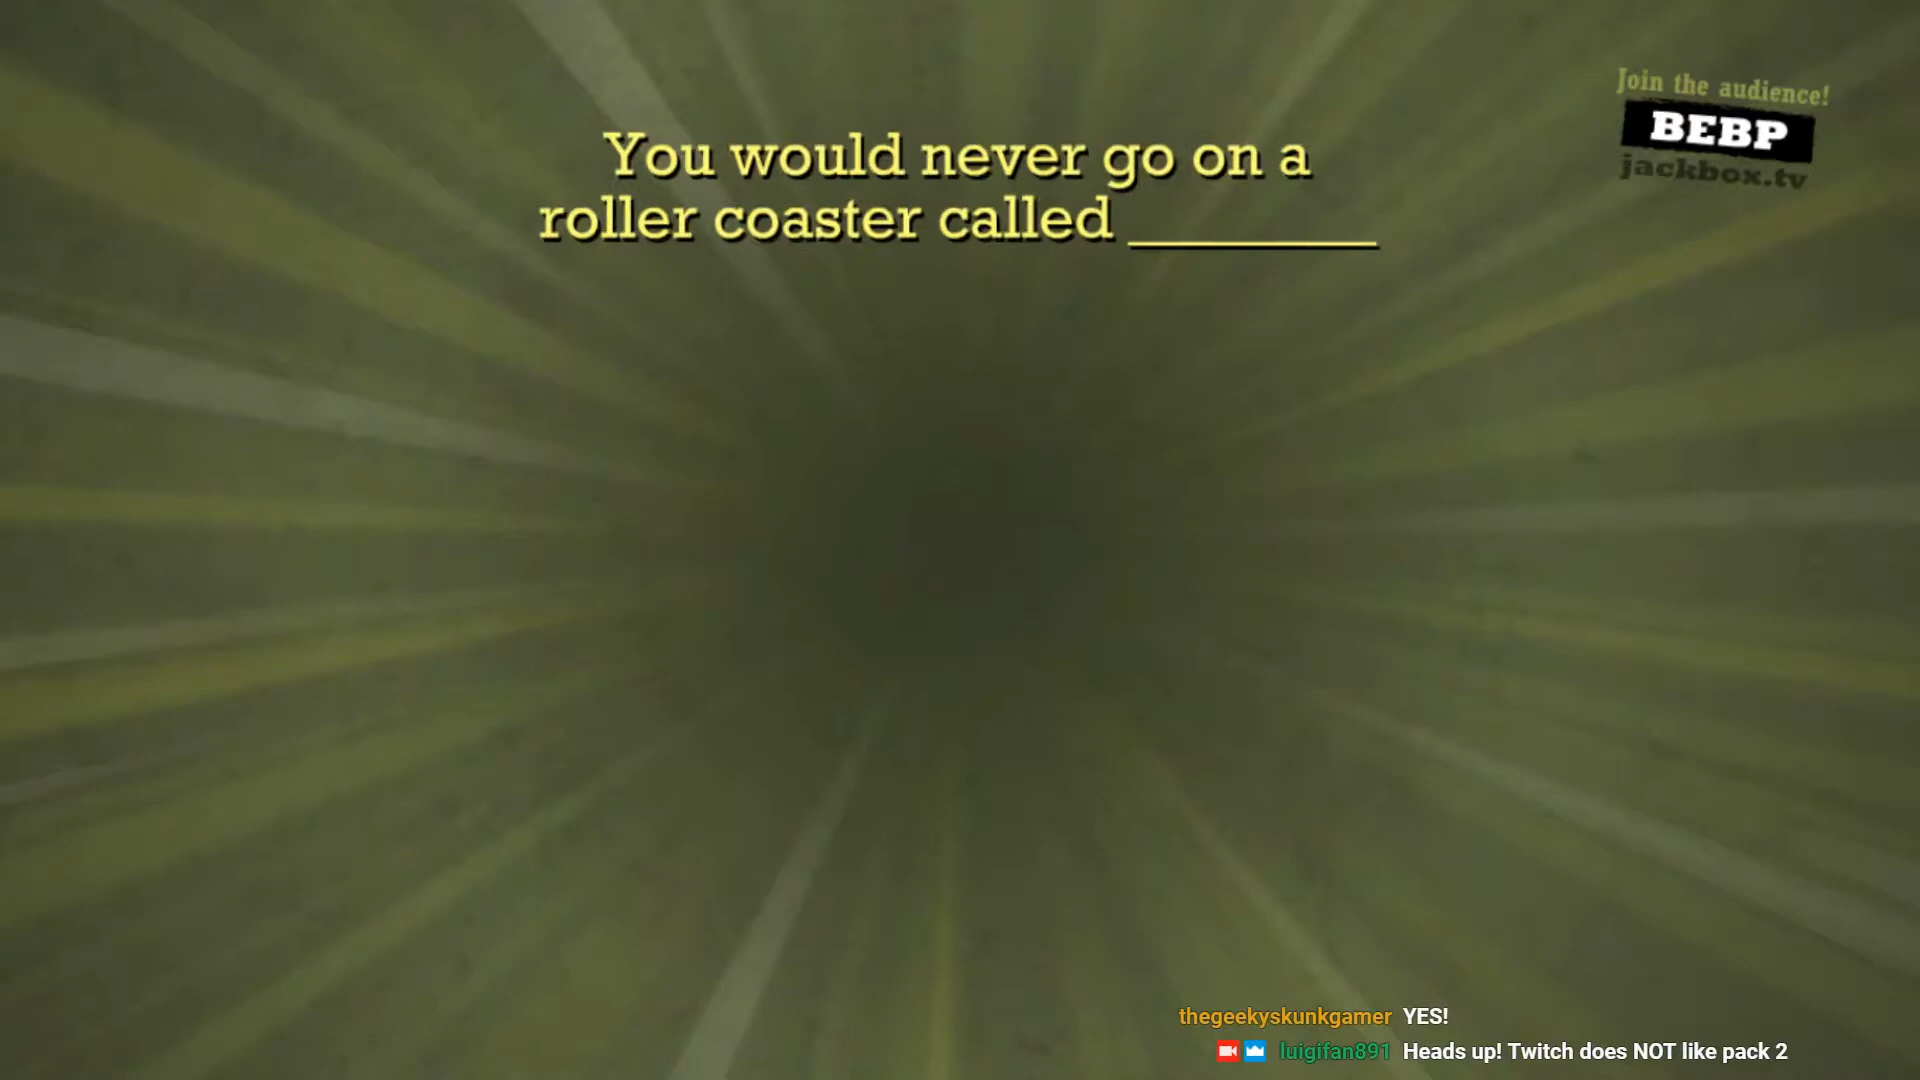 Join the audience!
BEBP
jackbox.tv
You would never go on a
roller coaster called ________
thegeekyskunkgamer YES!
luigifan891 Heads up! Twitch does NOT like pack 2